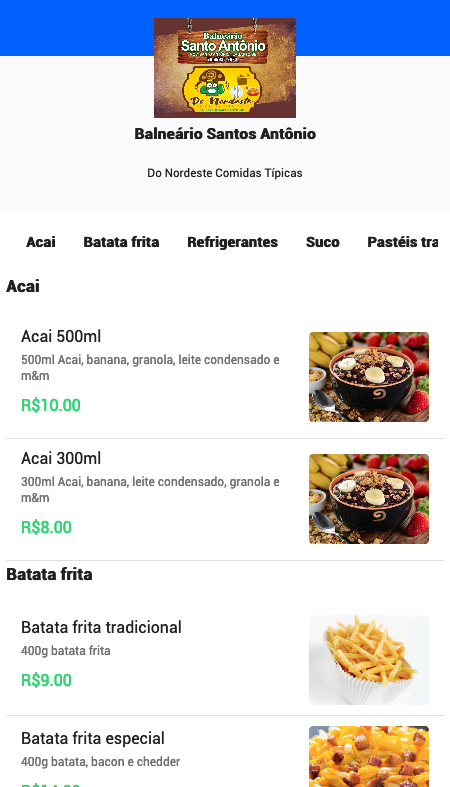 Balneário
Santo Antônio
Do Nordeste
Balneário Santos Antônio
Do Nordeste Comidas Típicas
Acai
Batata frita
Refrigerantes
Suco
Pastéis tra
Acai
Acai 500ml
500ml Acai, banana, granola, leite condensado e
m&m
R$10.00
Acai 300ml
300ml Acai, banana, leite condensado, granola e
m&m
R$8.00
Batata frita
Batata frita tradicional
400g batata frita
R$9.00
Batata frita especial
400g batata, bacon e chedder